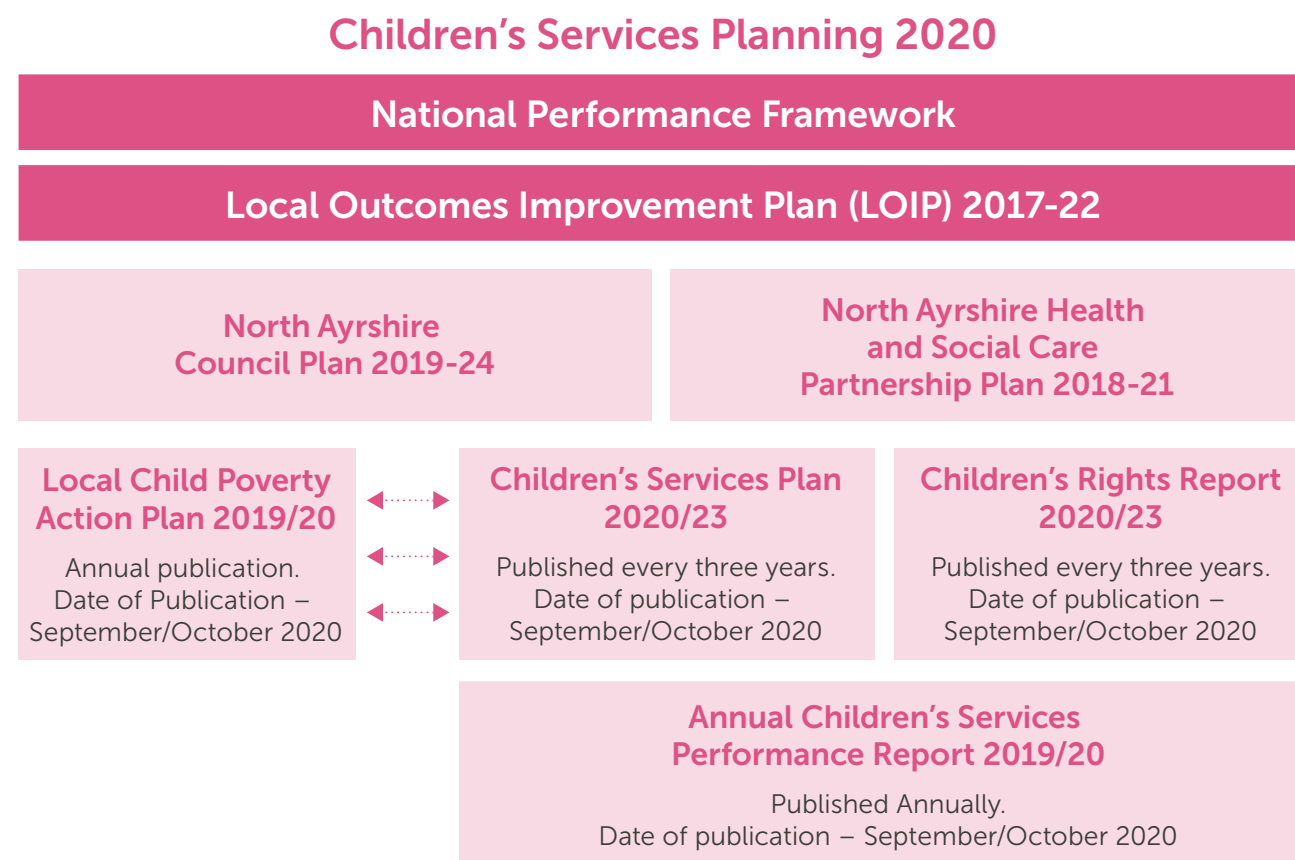 Children’s Services Planning 2020
National Performance Framework
Local Outcomes Improvement Plan (LOIP) 2017-22
North Ayrshire
Council Plan 2019-24
North Ayrshire Health
and Social Care
Partnership Plan 2018-21
Local Child Poverty
Action Plan 2019/20
Annual publication.
Date of Publication –
September/October 2020
Children’s Services Plan
2020/23
Published every three years.
Date of publication –
September/October 2020
Children’s Rights Report
2020/23
Published every three years.
Date of publication –
September/October 2020
Annual Children’s Services
Performance Report 2019/20
Published Annually.
Date of publication – September/October 2020